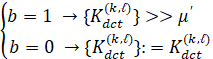 {b = 1 → {K_{dct}^{(k,ℓ)}} >> μ′
b = 0 → {K_{dct}^{(k,ℓ)}: = K_{dct}^{(k,ℓ)}